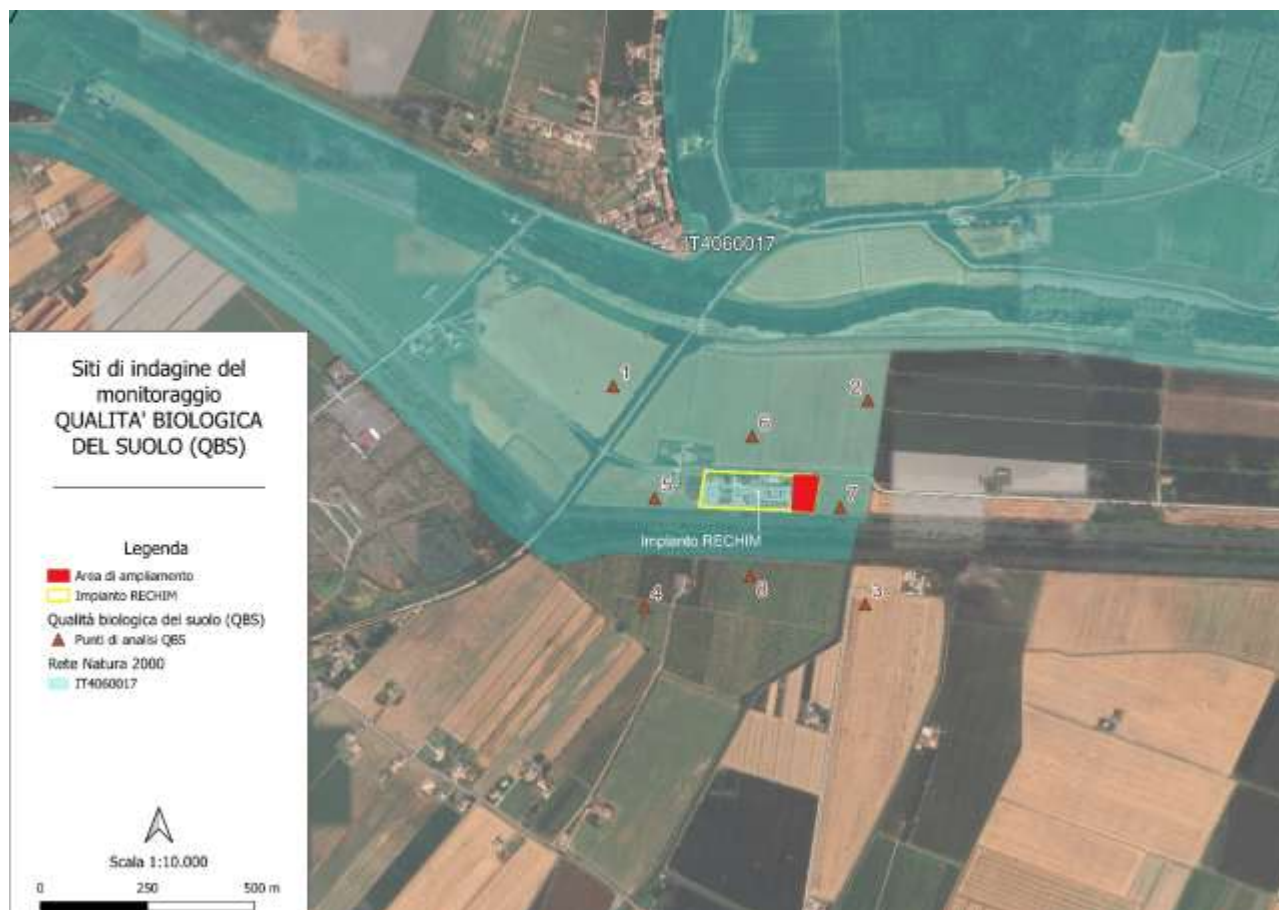 Siti di indagine del
monitoraggio
QUALITA' BIOLOGICA
DEL SUOLO (QBS)
Legenda
Area di ampliamento
Impianto RECHIM
Qualità biologica del suolo (QBS)
Punti di analisi QBS
Rete Natura 2000
IT4060017
Scala 1:10.000
0 250 500 m
IT4060017
1
2
6
5
7
Impianto RECHIM
4
8
3